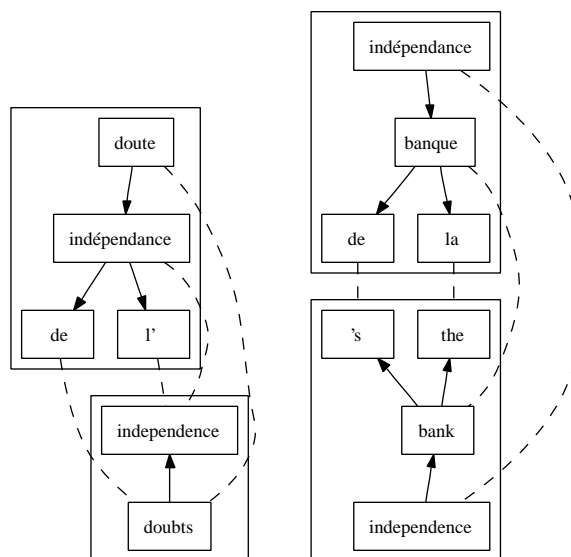 doute
indépendance
de
l'
independence
doubts
indépendance
banque
de
la
's
the
bank
independence